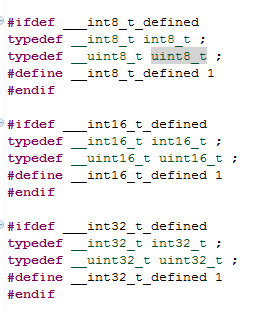 #ifdef ___int8_t_defined
typedef __int8_t int8_t ;
typedef __uint8_t uint8_t ;
#define __int8_t_defined 1
#endif

#ifdef ___int16_t_defined
typedef __int16_t int16_t ;
typedef __uint16_t uint16_t ;
#define __int16_t_defined 1
#endif

#ifdef ___int32_t_defined
typedef __int32_t int32_t ;
typedef __uint32_t uint32_t ;
#define __int32_t_defined 1
#endif